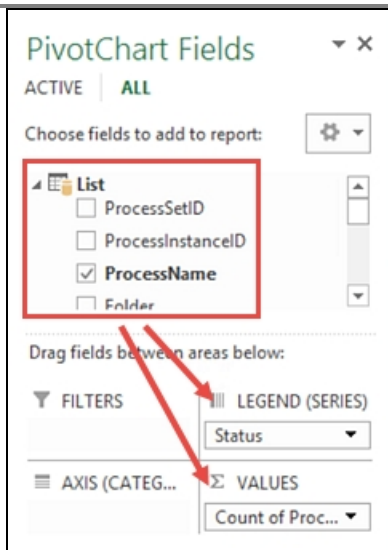 PivotChart Fields
ACTIVE ALL
Choose fields to add to report:
List
ProcessSetID
ProcessInstanceID
ProcessName
Folder
Drag fields between areas below:
FILTERS
LEGEND (SERIES)
Status
AXIS (CATEG...
VALUES
Count of Proc...